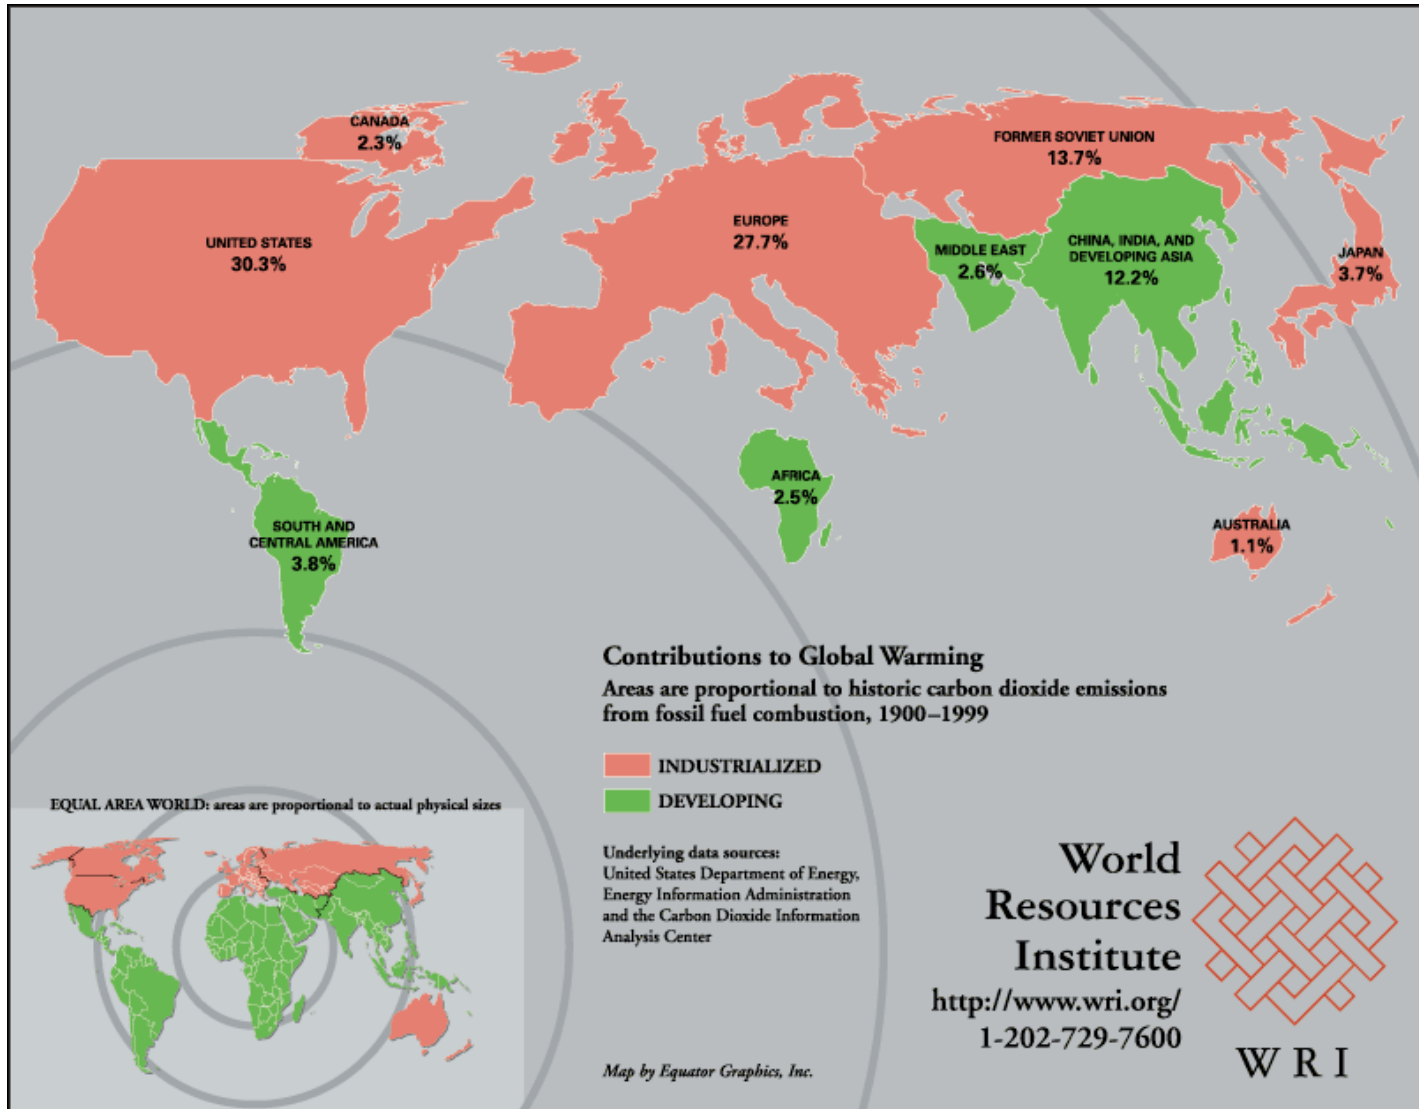 CANADA
2.3%
FORMER SOVIET UNION
13.7%
UNITED STATES
30.3%
EUROPE
27.7%
MIDDLE EAST
2.6%
CHINA, INDIA, AND
DEVELOPING ASIA
12.2%
JAPAN
3.7%
AFRICA
2.5%
SOUTH AND
CENTRAL AMERICA
3.8%
AUSTRALIA
1.1%
Contributions to Global Warming
Areas are proportional to historic carbon dioxide emissions
from fossil fuel combustion, 1900–1999
INDUSTRIALIZED
DEVELOPING
EQUAL AREA WORLD: areas are proportional to actual physical sizes
Underlying data sources:
United States Department of Energy,
Energy Information Administration
and the Carbon Dioxide Information
Analysis Center
Map by Equator Graphics, Inc.
World
Resources
Institute
http://www.wri.org/
1-202-729-7600
WRI